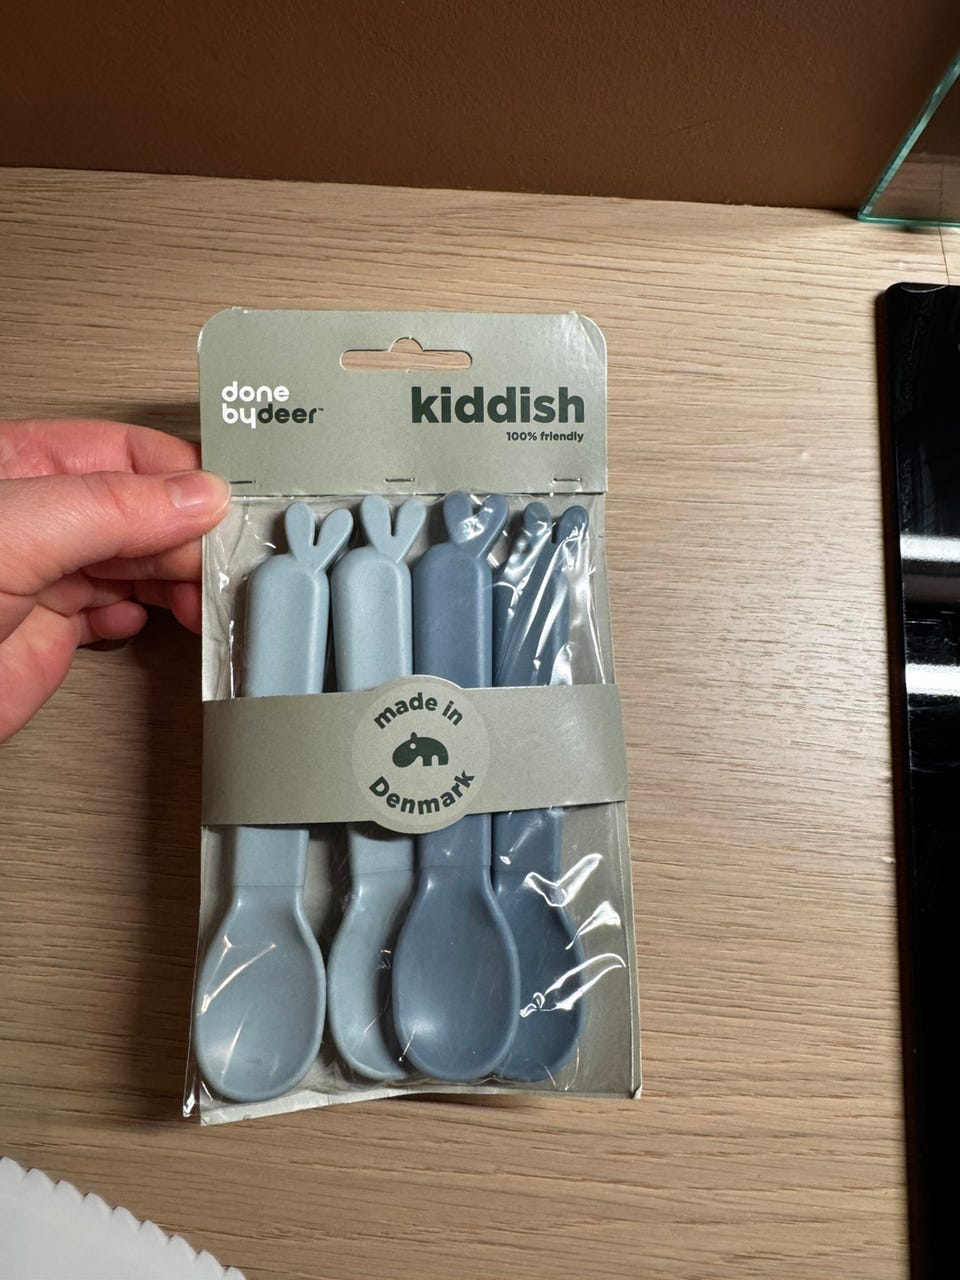 done
bydeer™
kiddish
100% friendly
made in
Denmark